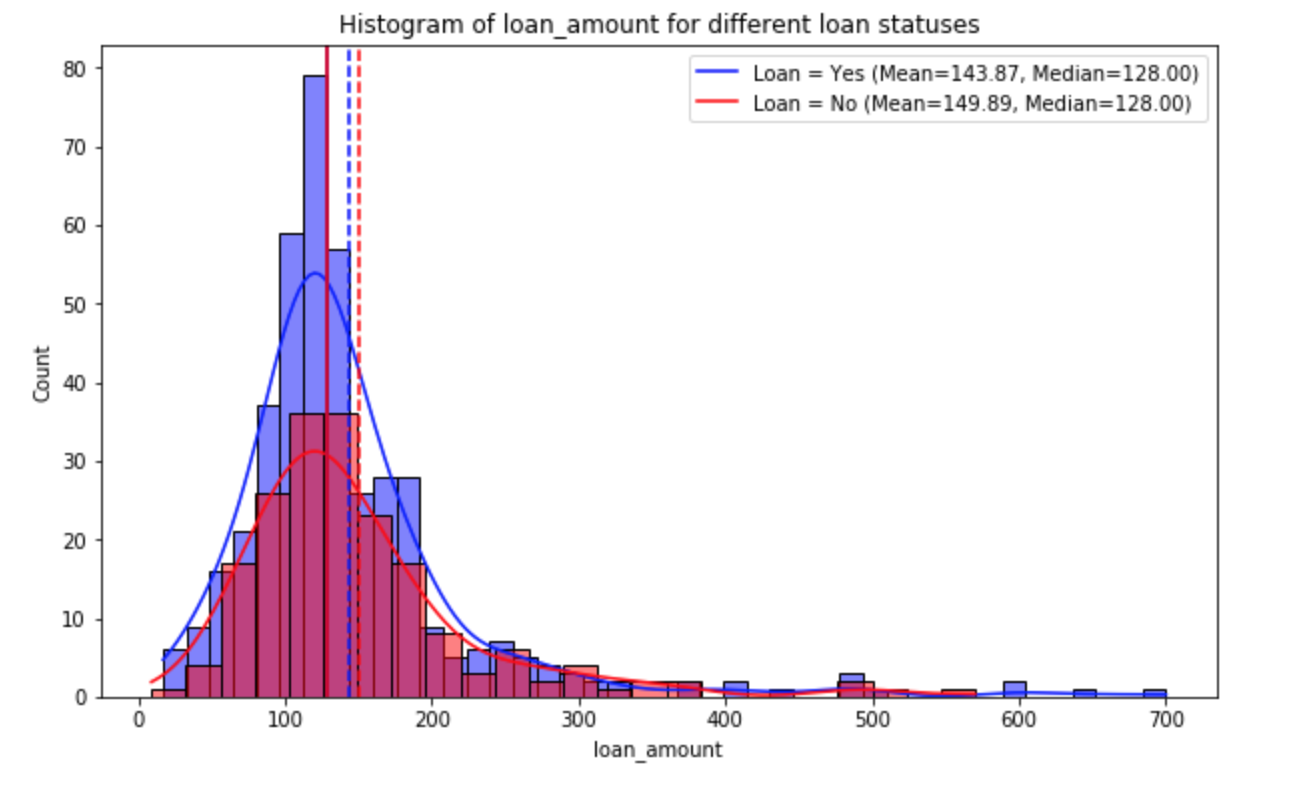 Histogram of loan_amount for different loan statuses
Loan = Yes (Mean=143.87, Median=128.00)
Loan = No (Mean=149.89, Median=128.00)
80
70
60
50
40
30
20
10
0
Count
0 100 200 300 400 500 600 700
loan_amount